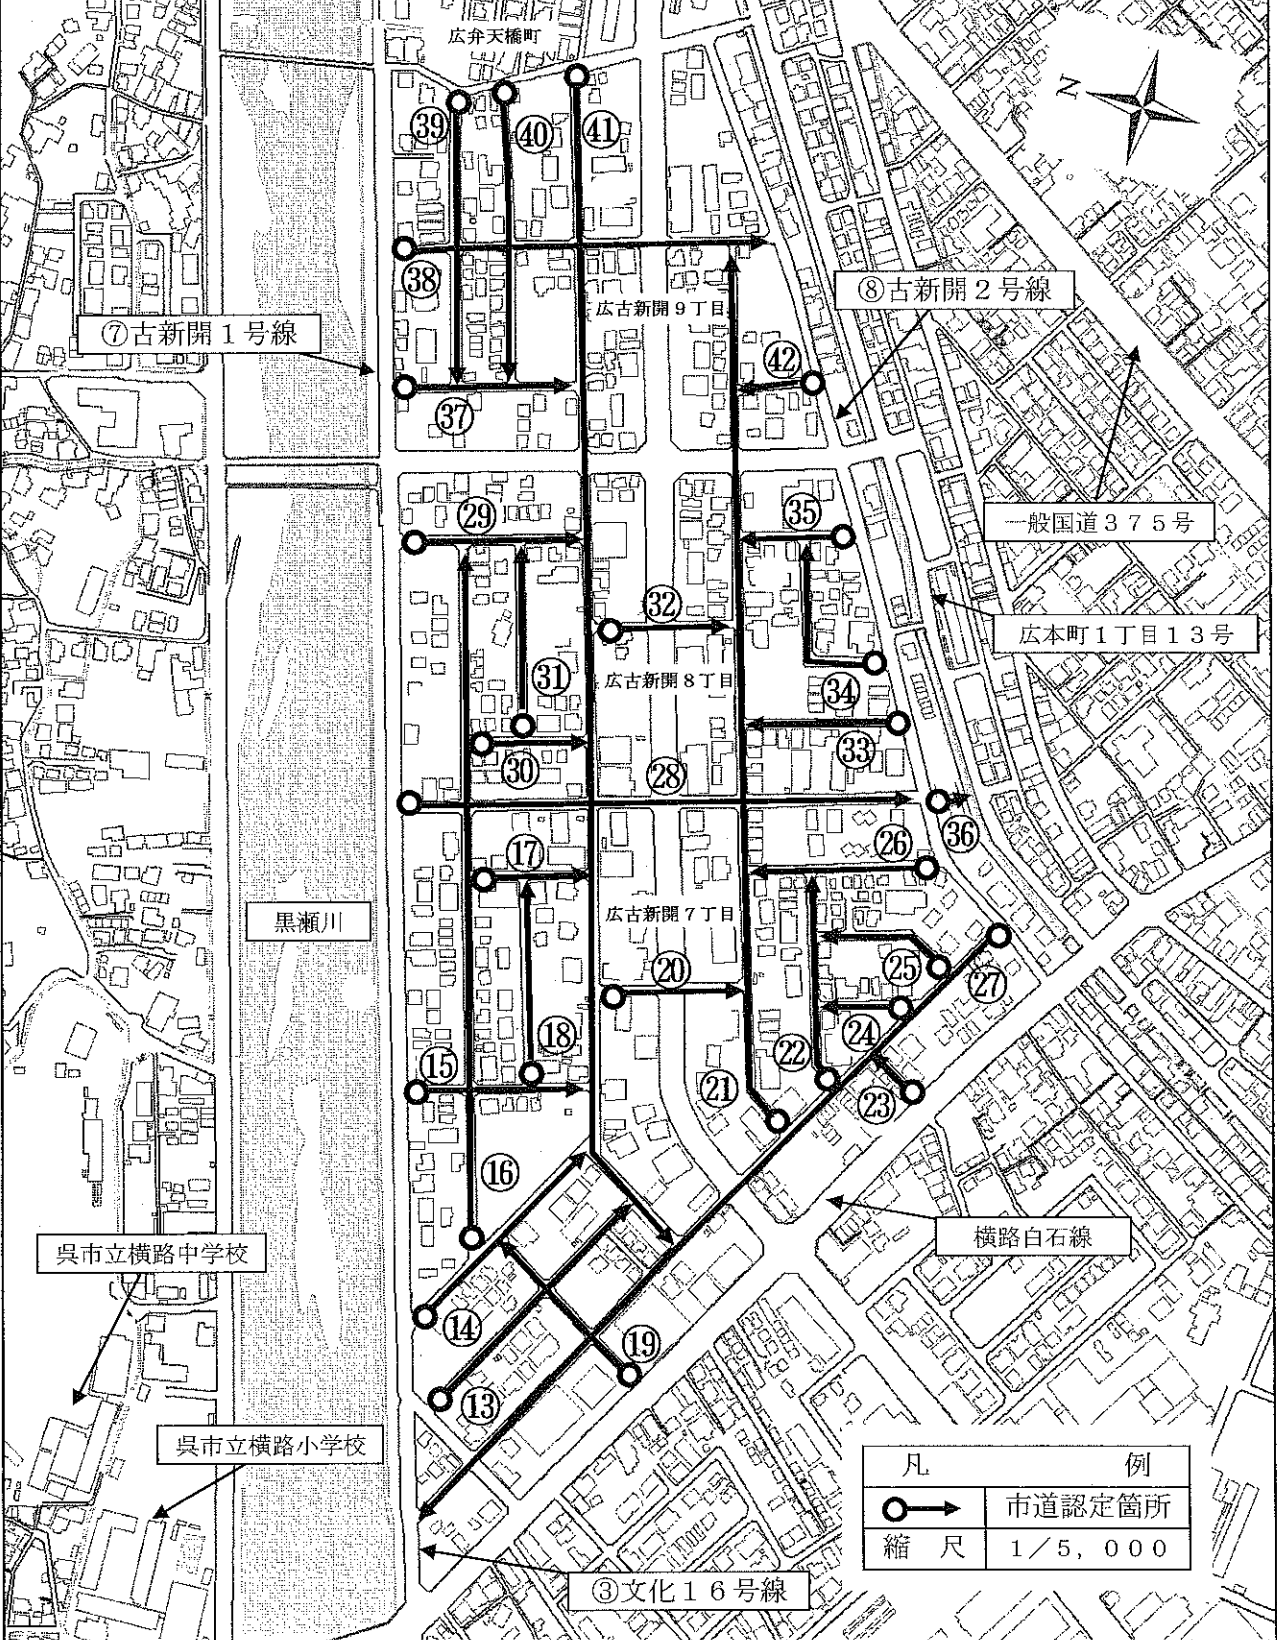 広弁天橋町
N
㊴
㊵
㊶
㊳
⑧古新開２号線
広古新開９丁目
⑦古新開１号線
㊷
㊲
㉙
㉟
一般国道３７５号
㉜
広本町１丁目１３号
㉛
広古新開８丁目
㉞
㉝
㉚
㉘
㊱
㉖
⑰
黒瀬川
広古新開７丁目
⑳
㉕
㉗
⑱
㉔
⑮
㉒
㉑
㉓
⑯
横路白石線
呉市立横路中学校
⑭
⑲
⑬
呉市立横路小学校
凡例
市道認定箇所
縮尺 １／５，０００
③文化１６号線